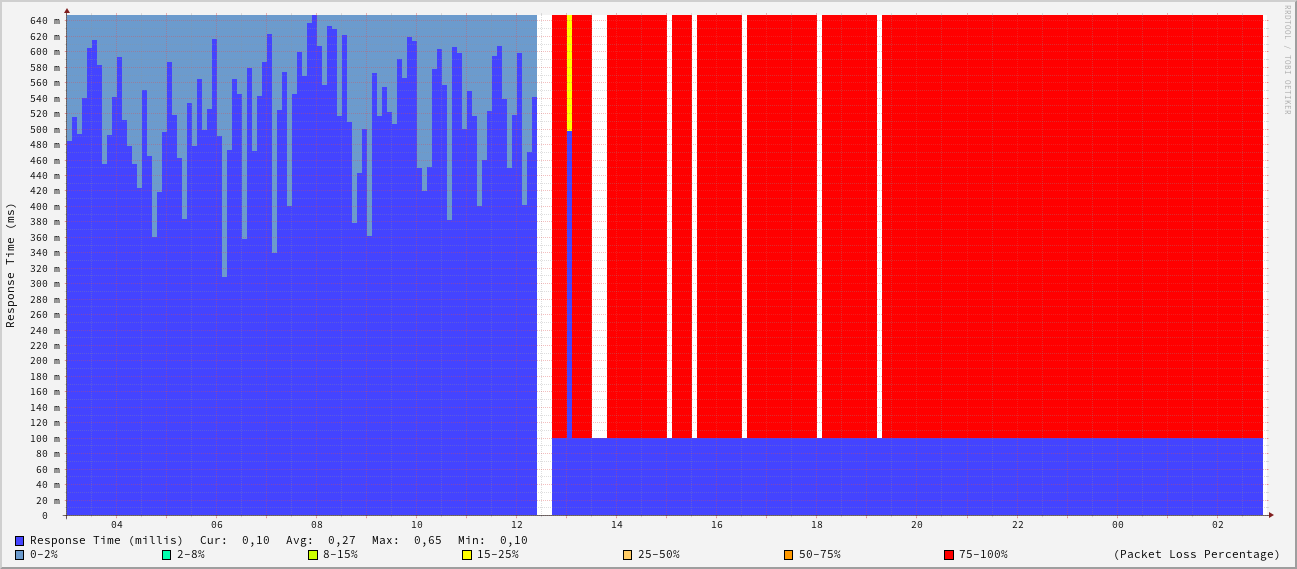 RRDTOOL / TOBI OETIKER
Response Time (ms)
640 m
620 m
600 m
580 m
560 m
540 m
520 m
500 m
480 m
460 m
440 m
420 m
400 m
380 m
360 m
340 m
320 m
300 m
280 m
260 m
240 m
220 m
200 m
180 m
160 m
140 m
120 m
100 m
80 m
60 m
40 m
20 m
0
04 06 08 10 12 14 16 18 20 22 00 02
Response Time (millis) Cur: 0,10 Avg: 0,27 Max: 0,65 Min: 0,10
0-2% 2-8% 8-15% 15-25% 25-50% 50-75% 75-100% (Packet Loss Percentage)